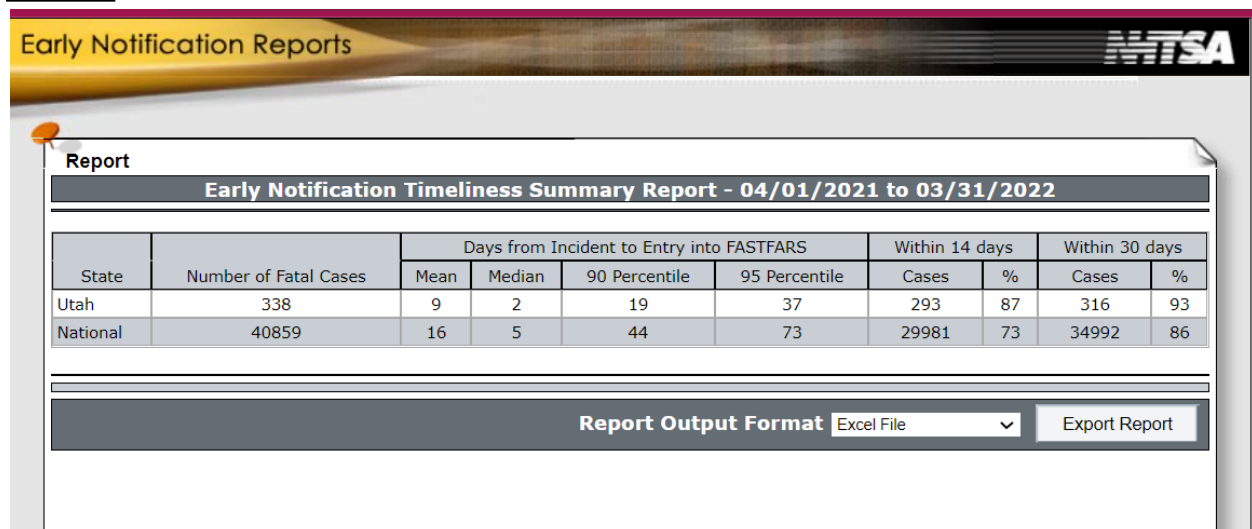 Early Notification Reports
NHTSA
Report
Early Notification Timeliness Summary Report - 04/01/2021 to 03/31/2022
Days from Incident to Entry into FASTFARS Within 14 days Within 30 days
State Number of Fatal Cases Mean Median 90 Percentile 95 Percentile Cases % Cases %
Utah 338 9 2 19 37 293 87 316 93
National 40859 16 5 44 73 29981 73 34992 86
Report Output Format Excel File Export Report